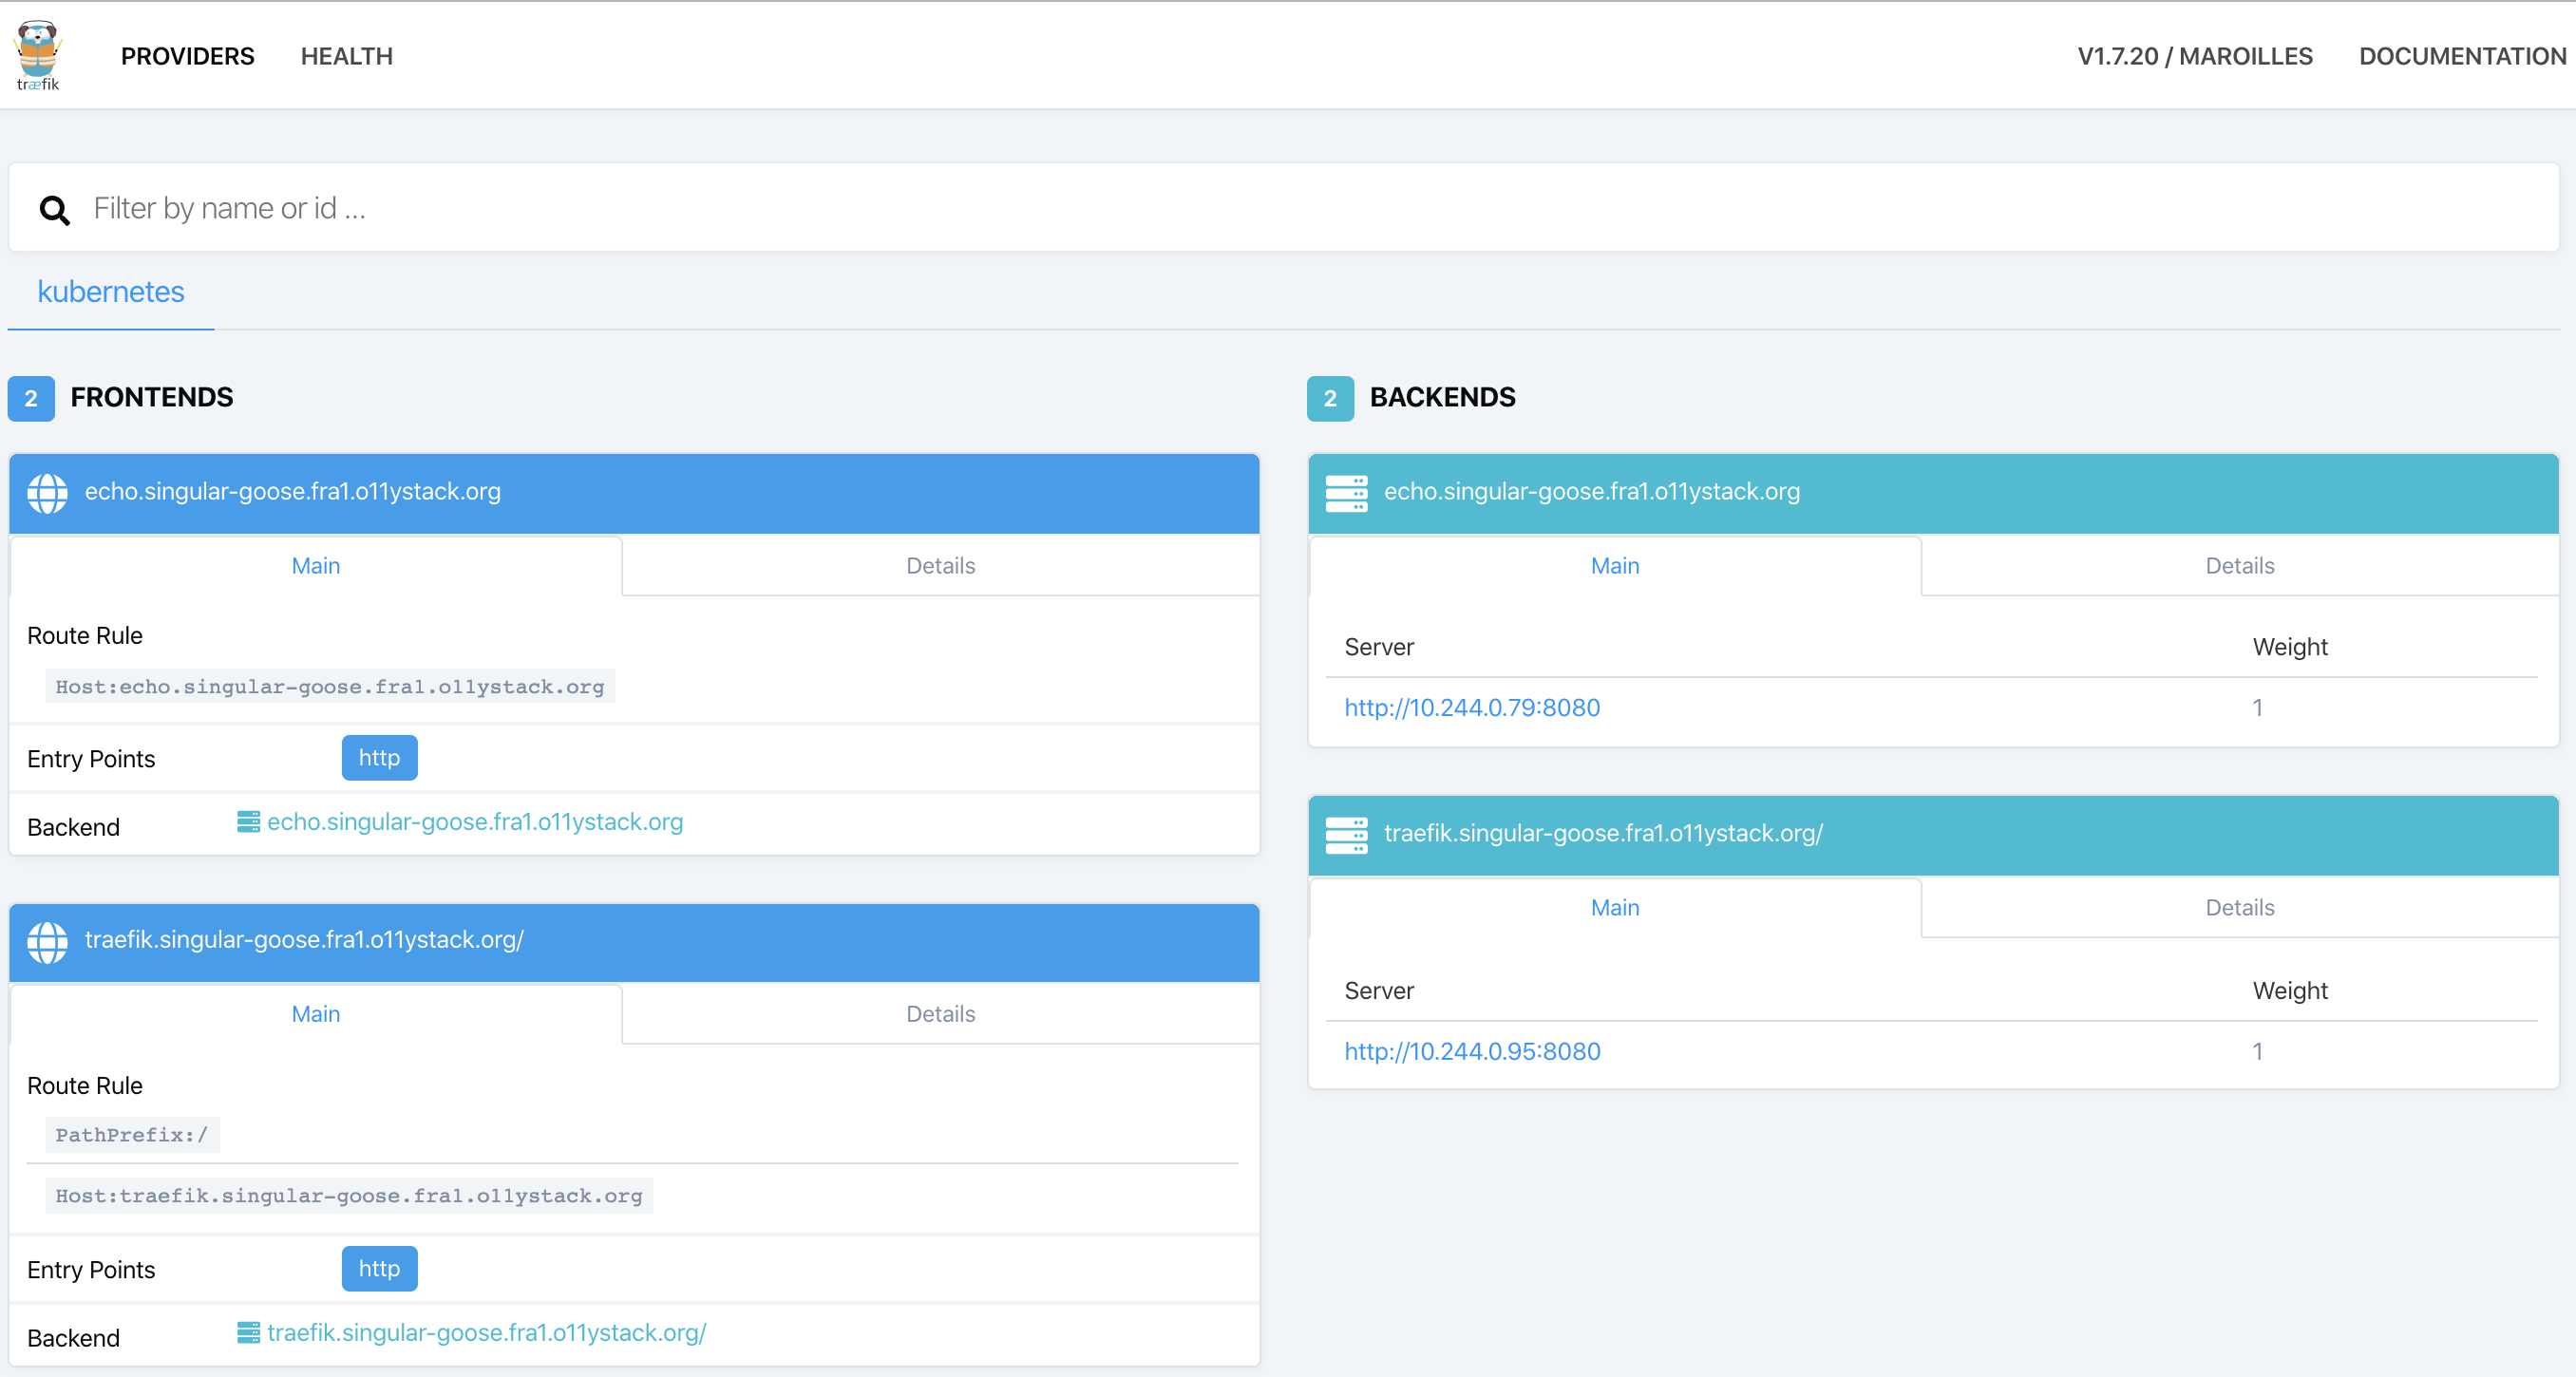 træfik
PROVIDERS
HEALTH
V1.7.20 / MAROILLES
DOCUMENTATION
Filter by name or id ...
kubernetes
2 FRONTENDS
echo.singular-goose.fra1.o11ystack.org
Main
Details
Route Rule
Host:echo.singular-goose.fra1.o11ystack.org
Entry Points http
Backend echo.singular-goose.fra1.o11ystack.org
traefik.singular-goose.fra1.o11ystack.org/
Main
Details
Route Rule
PathPrefix:/
Host:traefik.singular-goose.fra1.o11ystack.org
Entry Points http
Backend traefik.singular-goose.fra1.o11ystack.org/
2 BACKENDS
echo.singular-goose.fra1.o11ystack.org
Main
Details
Server Weight
http://10.244.0.79:8080 1
traefik.singular-goose.fra1.o11ystack.org/
Main
Details
Server Weight
http://10.244.0.95:8080 1